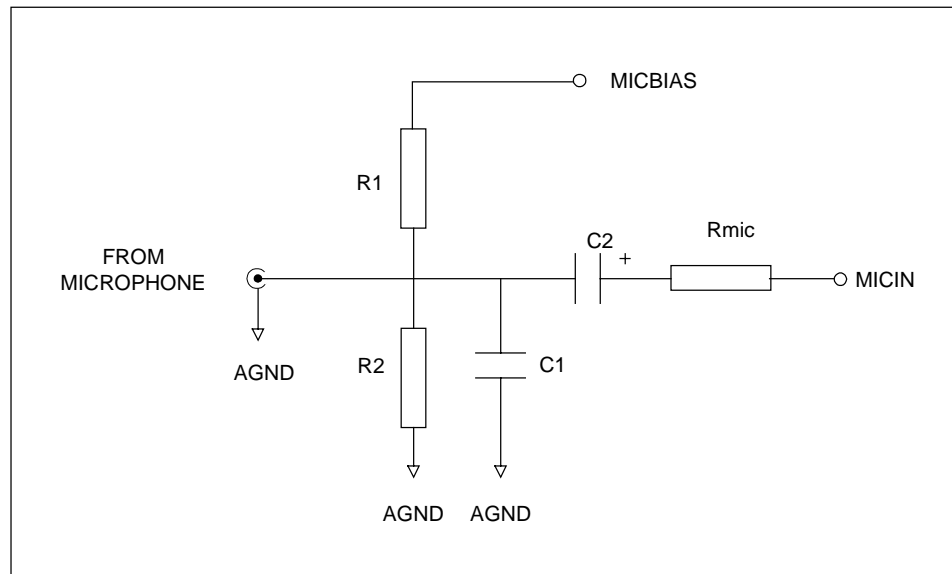 MICBIAS
R1
C2
+
Rmic
FROM
MICROPHONE
MICIN
AGND
R2
C1
AGND
AGND